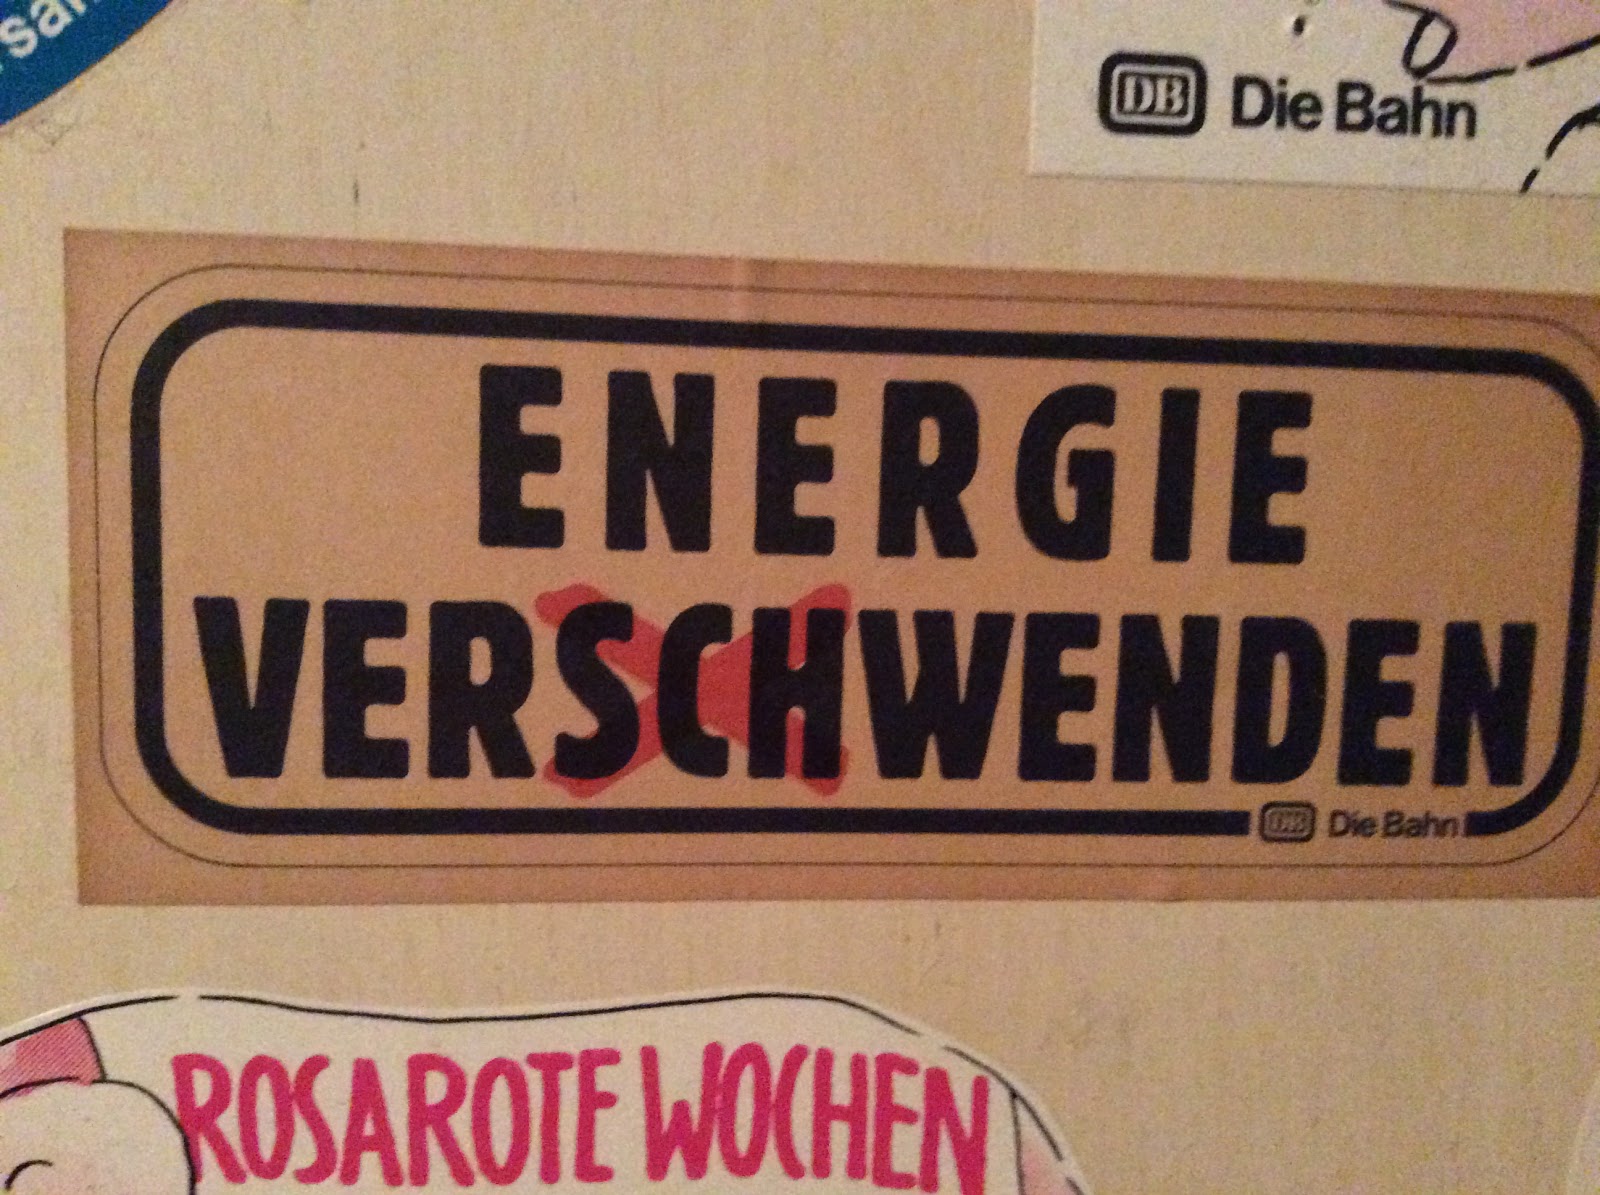 DB Die Bahn
ENERGIE
VERSCHWENDEN
DB Die Bahn
ROSAROTE WOCHEN